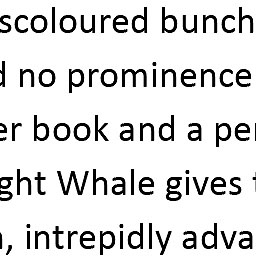 scoloured bunch
d no prominence
er book and a per
ght Whale gives t
, intrepidly adva